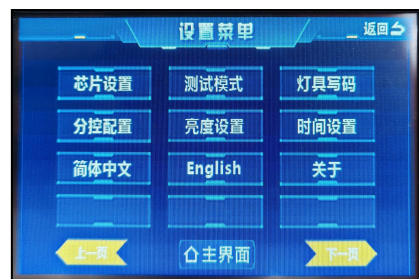 设置菜单
返回
芯片设置 测试模式 灯具写码
分控配置 亮度设置 时间设置
简体中文 English 关于
上一页 主界面 下一页